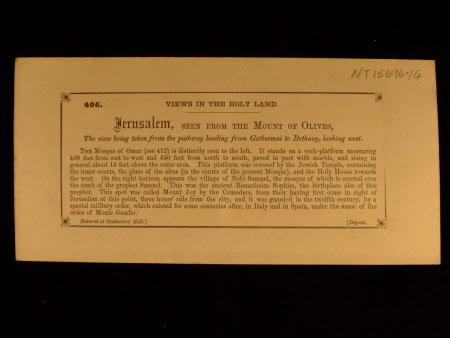 NT15696.14
406.
VIEWS IN THE HOLY LAND.
Jerusalem, SEEN FROM THE MOUNT OF OLIVES,
The view being taken from the pathway leading from Gethsemni to Bethany, looking west.
THE Mosque of Omar (see 412) is distinctly seen to the left. It stands on a rock-platform measuring
450 feet from east to west and 550 feet from north to south, paved in part with marble, and rising in
general about 15 feet above the outer area. This platform was covered by the Jewish Temple, containing
the inner courts, the place of the altar (in the centre of the present Mosque), and the Holy House towards
the west. On the right horizon appears the village of Nebi Samuel, the mosque of which is erected over
the tomb of the prophet Samuel. This was the ancient Ramathaim Sophim, the birthplace also of this
prophet. This spot was called Mount Joy by the Crusaders, from their having first come in sight of
Jerusalem at this point, three hours' ride from the city, and it was guarded in the twelfth century, by a
special military order, which existed for some centuries after, in Italy and in Spain, under the name of the
order of Monte Gaudio.
Entered at Stationers' Hall.]
[Depost.